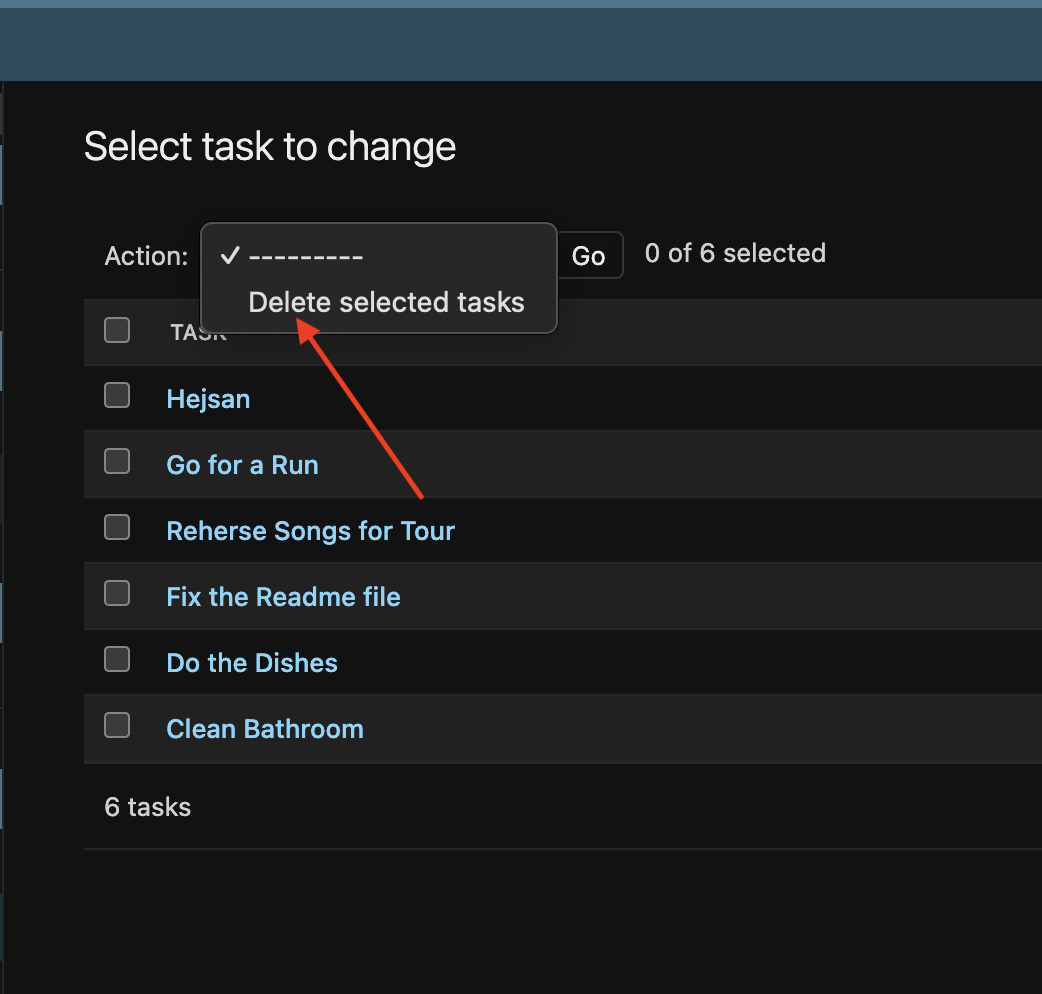 Select task to change
Action: ✓ --------- Go 0 of 6 selected
Delete selected tasks
TASK
Hejsan
Go for a Run
Reherse Songs for Tour
Fix the Readme file
Do the Dishes
Clean Bathroom
6 tasks